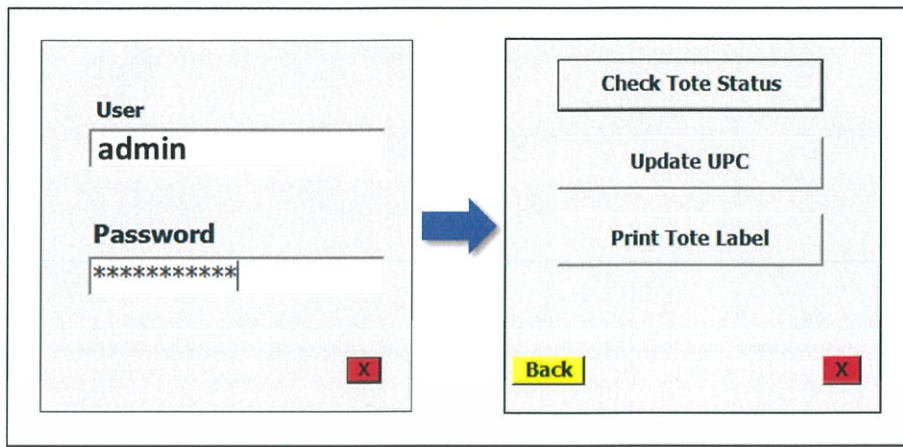 User
admin
Password
***********
X
Check Tote Status
Update UPC
Print Tote Label
Back
X